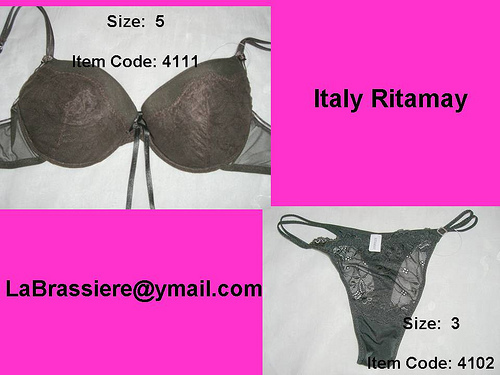 Size: 5
Item Code: 4111
Italy Ritamay
LaBrassiere@ymail.com
Size: 3
Item Code: 4102